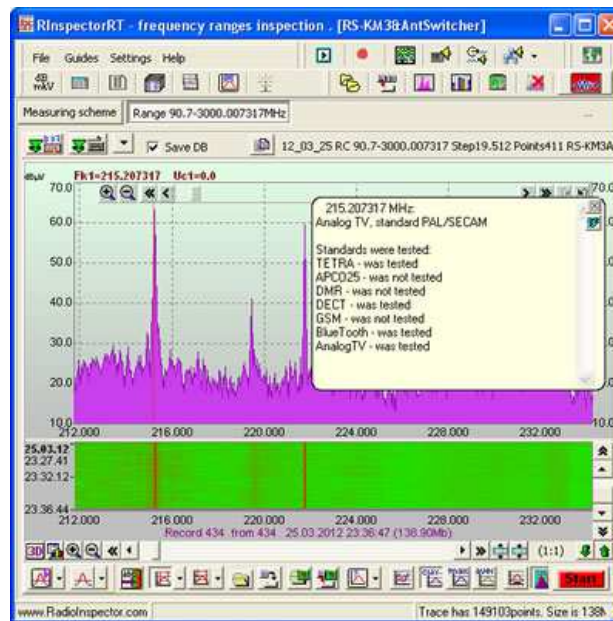 RInspectorRT - frequency ranges inspection . [RS-KM3&AntSwitcher]
File Guides Settings Help
dB
mkV
Measuring scheme Range 90.7-3000.007317MHz
Save DB 12_03_25 RC 90.7-3000.007317 Step19.512 Points411 RS-KM3A
dBµV Fk1=215.207317 Uc1=0.0
70.0 70.0
215.207317 MHz:
Analog TV, standard PAL/SECAM
60.0
Standards were tested:
TETRA - was tested
50.0
APCO25 - was not tested
DMR - was not tested
DECT - was tested
40.0
GSM - was not tested
BlueTooth - was tested
AnalogTV - was tested
30.0
20.0 20.0
10.0 10.0
212.000 216.000 220.000 224.000 228.000 232.000
25.03.12
23:27.41
23:32.12
23:36.44
212.000 216.000 220.000 224.000 228.000 232.000
Record 434 from 434 25.03.2012 23:36:47 (138.90Mb)
3D (1:1)
Start
www.RadioInspector.com Trace has 149103points. Size is 138M